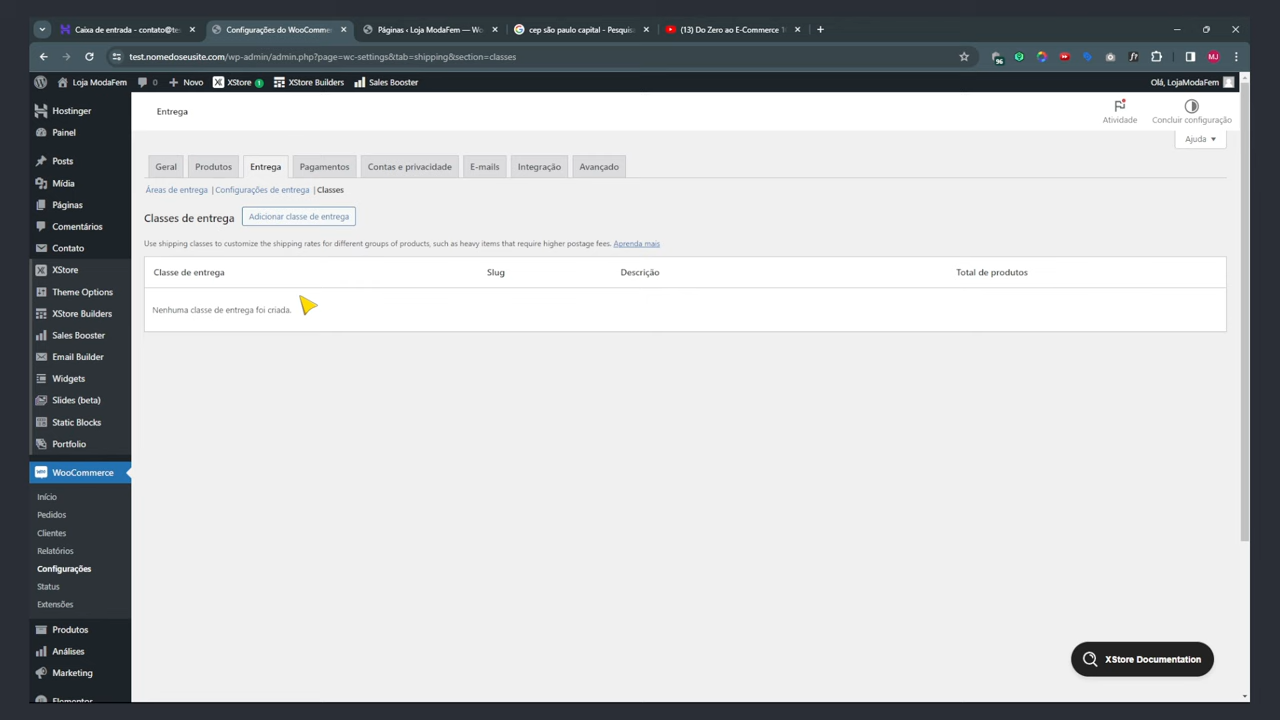 Caixa de entrada - contato@te
Configurações do WooComme
Páginas ‹ Loja ModaFem — Wo
cep são paulo capital - Pesquis
(13) Do Zero ao E-Commerce
test.nomedoseusite.com/wp-admin/admin.php?page=wc-settings&tab=shipping&section=classes
96
f?
MJ
Loja ModaFem
0
Novo
XStore 1
XStore Builders
Sales Booster
Olá, LojaModaFem
Hostinger
Painel
Posts
Mídia
Páginas
Comentários
Contato
XStore
Theme Options
XStore Builders
Sales Booster
Email Builder
Widgets
Slides (beta)
Static Blocks
Portfolio
WooCommerce
Início
Pedidos
Clientes
Relatórios
Configurações
Status
Extensões
Produtos
Análises
Marketing
Elementor
Entrega
Atividade
Concluir configuração
Ajuda
Geral
Produtos
Entrega
Pagamentos
Contas e privacidade
E-mails
Integração
Avançado
Áreas de entrega | Configurações de entrega | Classes
Classes de entrega
Adicionar classe de entrega
Use shipping classes to customize the shipping rates for different groups of products, such as heavy items that require higher postage fees. Aprenda mais
Classe de entrega
Slug
Descrição
Total de produtos
Nenhuma classe de entrega foi criada.
XStore Documentation